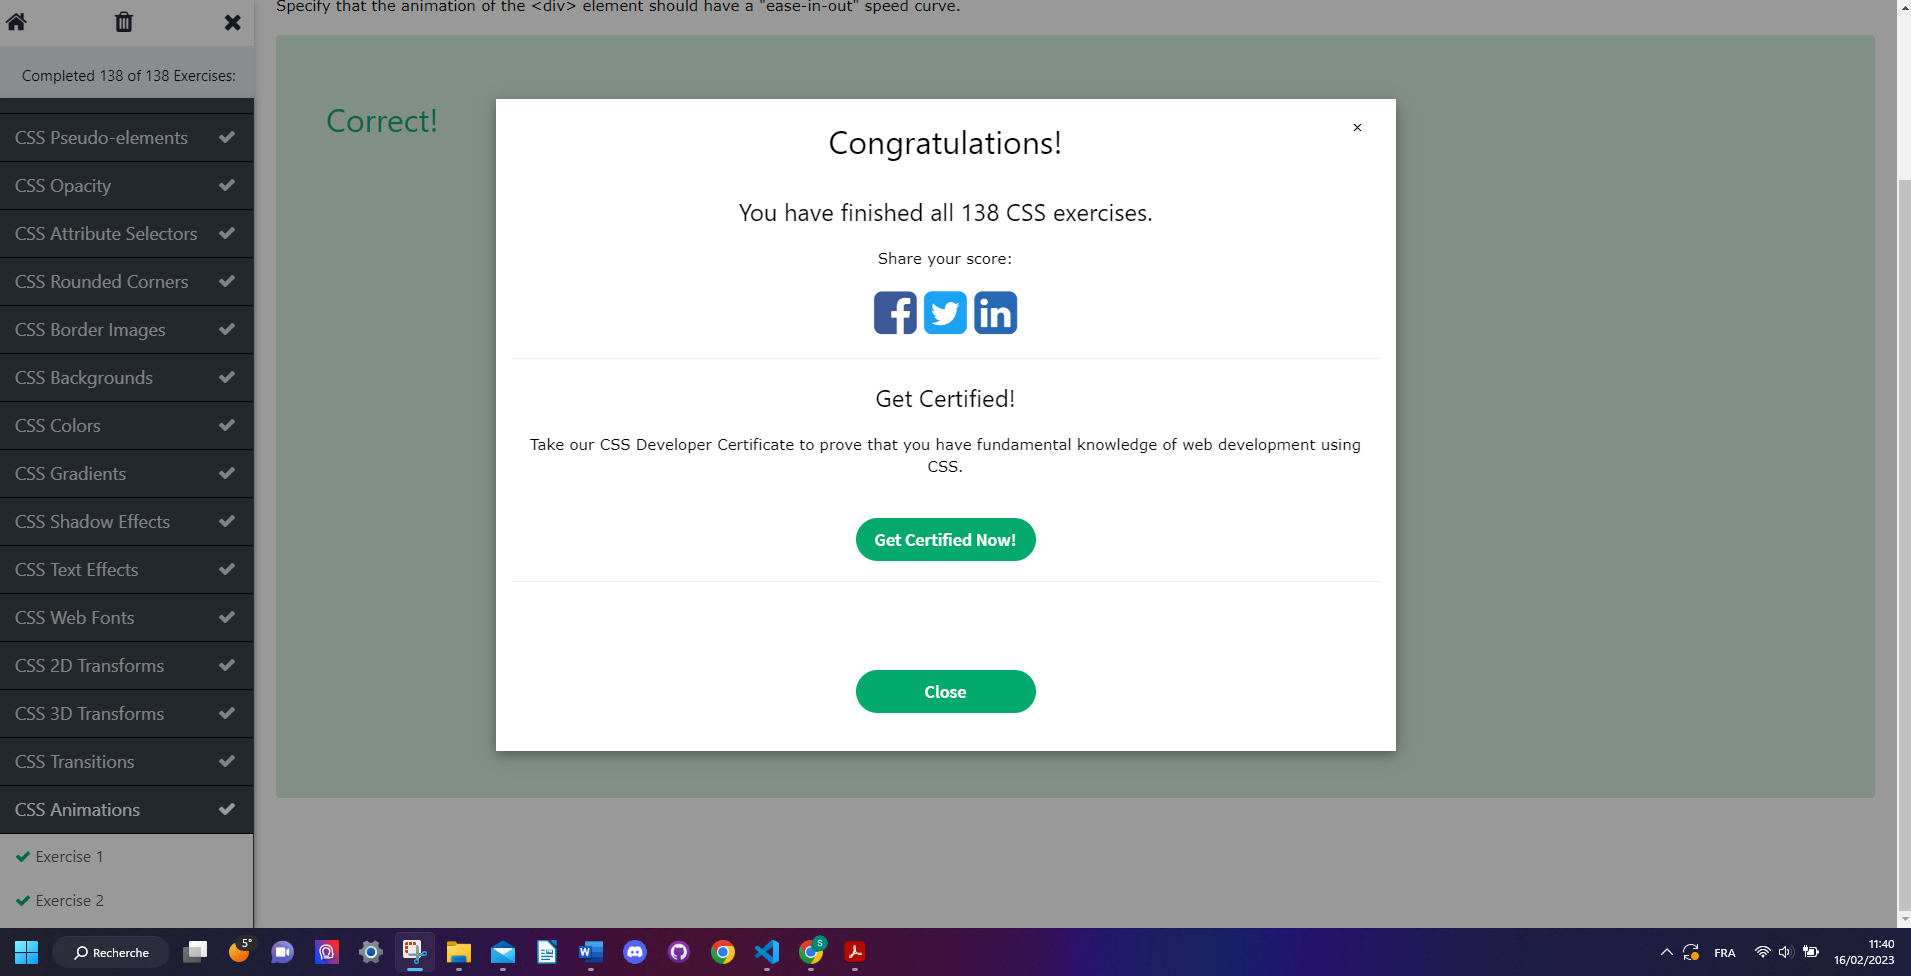 Specify that the animation of the <div> element should have a "ease-in-out" speed curve.
Completed 138 of 138 Exercises:
CSS Pseudo-elements
CSS Opacity
CSS Attribute Selectors
CSS Rounded Corners
CSS Border Images
CSS Backgrounds
CSS Colors
CSS Gradients
CSS Shadow Effects
CSS Text Effects
CSS Web Fonts
CSS 2D Transforms
CSS 3D Transforms
CSS Transitions
CSS Animations
Exercise 1
Exercise 2
Correct!
×
Congratulations!
You have finished all 138 CSS exercises.
Share your score:
Get Certified!
Take our CSS Developer Certificate to prove that you have fundamental knowledge of web development using
CSS.
Get Certified Now!
Close
Recherche
5°
S
FRA
11:40
16/02/2023